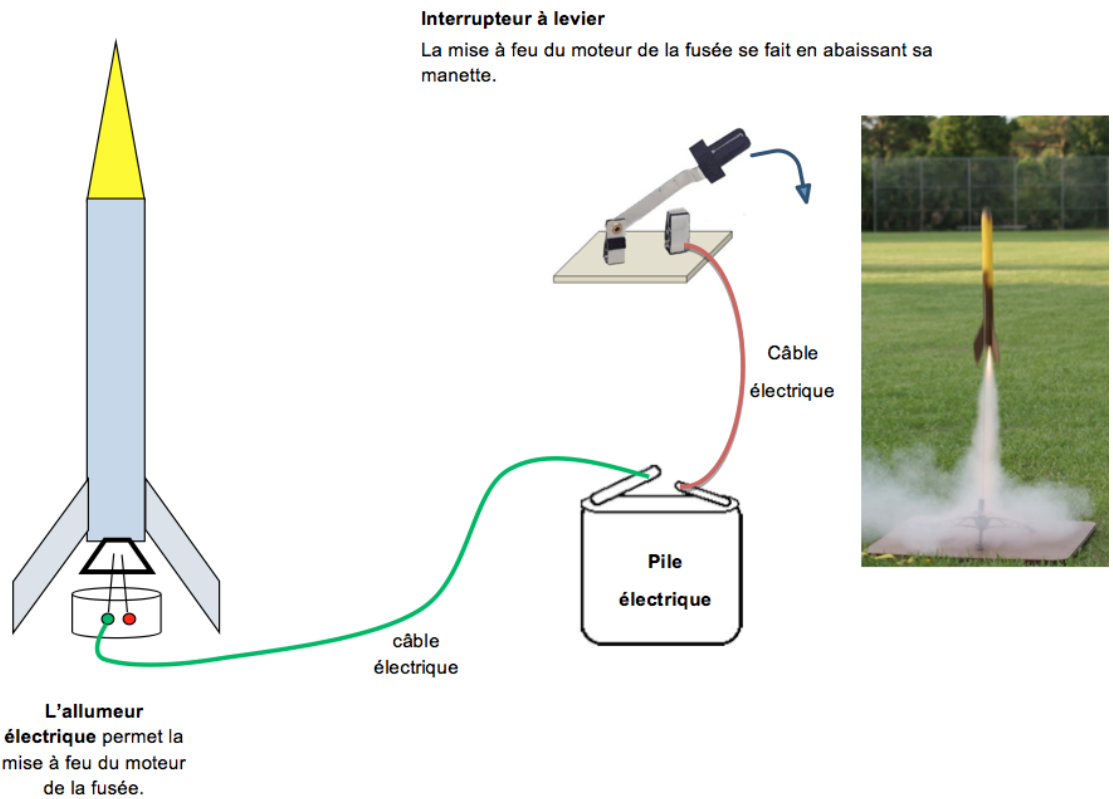 Interrupteur à levier
La mise à feu du moteur de la fusée se fait en abaissant sa
manette.
Câble
électrique
Pile
électrique
câble
électrique
L'allumeur
électrique permet la
mise à feu du moteur
de la fusée.